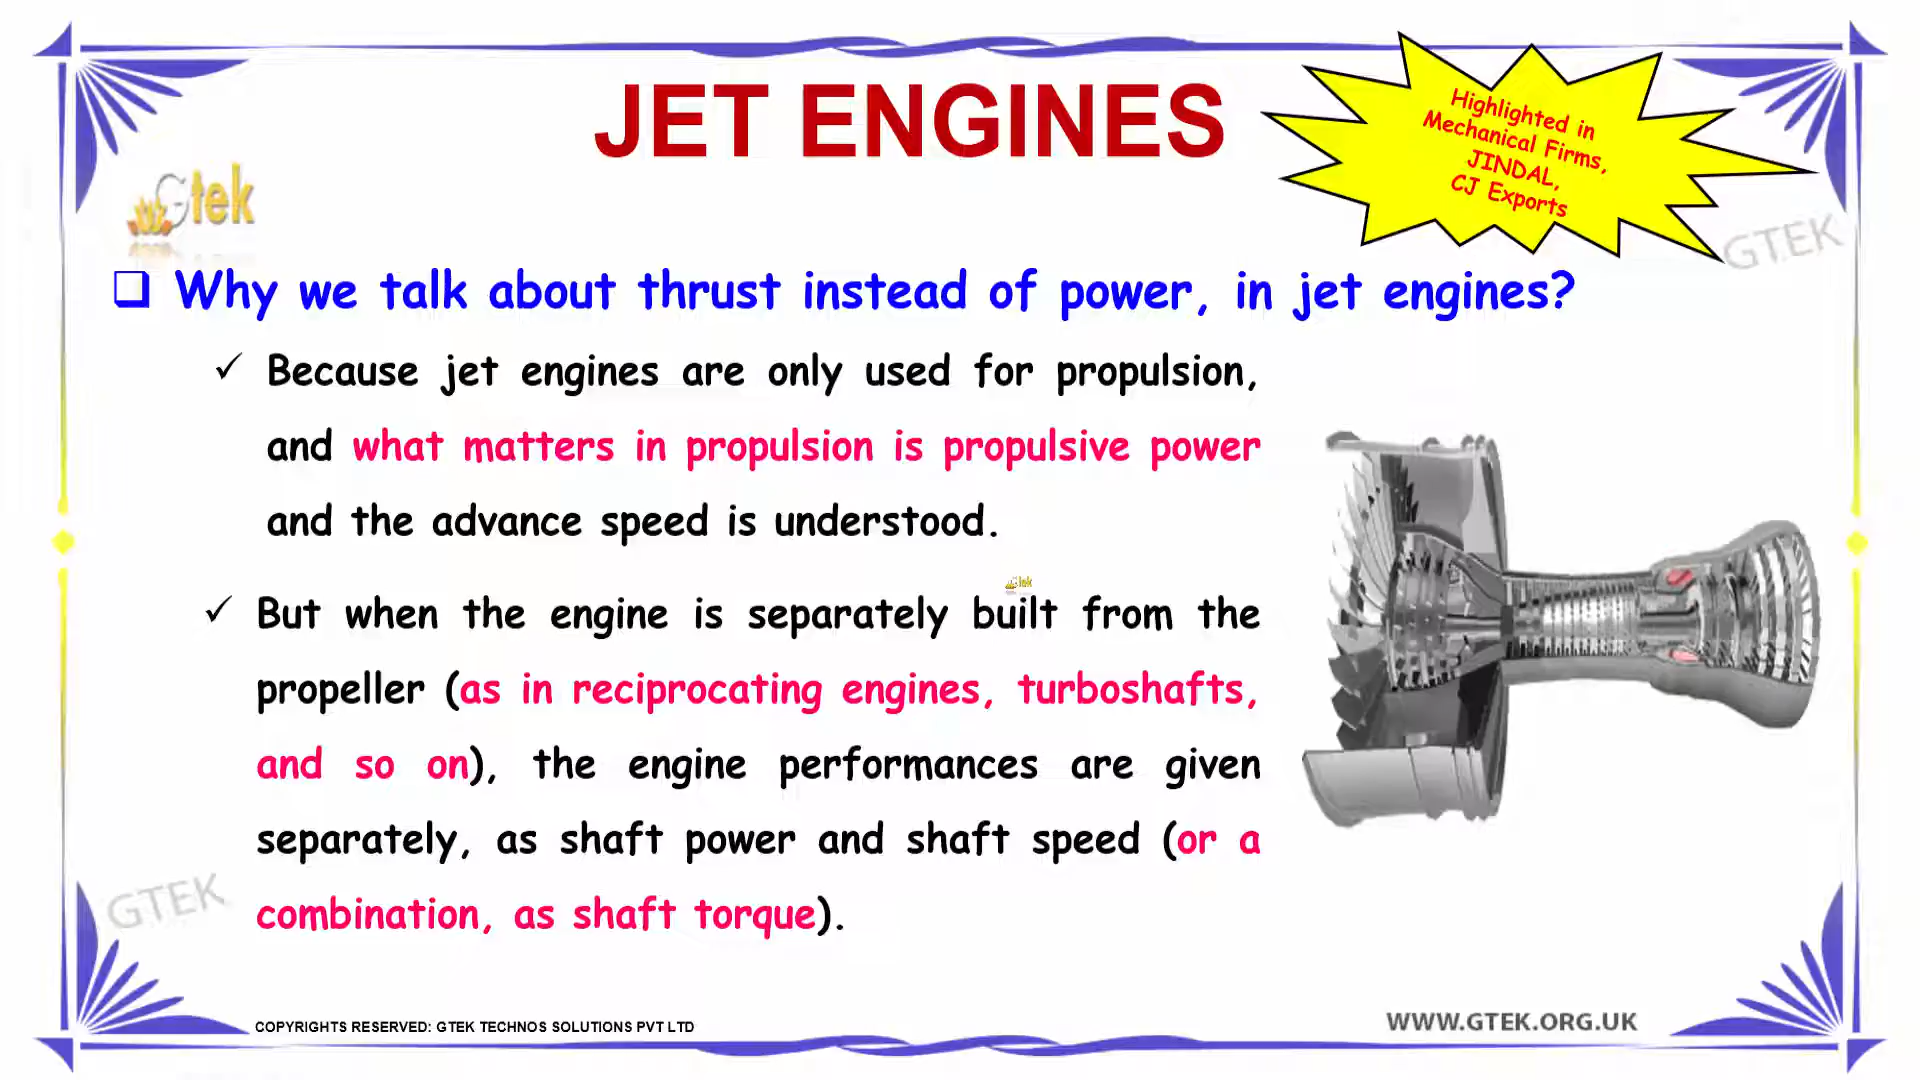 JET ENGINES
Highlighted in
Mechanical Firms,
JINDAL,
CJ Exports
Gtek
GTEK
❑ Why we talk about thrust instead of power, in jet engines?
✓ Because jet engines are only used for propulsion,
and what matters in propulsion is propulsive power
and the advance speed is understood.
Gtek
✓ But when the engine is separately built from the
propeller (as in reciprocating engines, turboshafts,
and so on), the engine performances are given
separately, as shaft power and shaft speed (or a
combination, as shaft torque).
GTEK
COPYRIGHTS RESERVED: GTEK TECHNOS SOLUTIONS PVT LTD
WWW.GTEK.ORG.UK